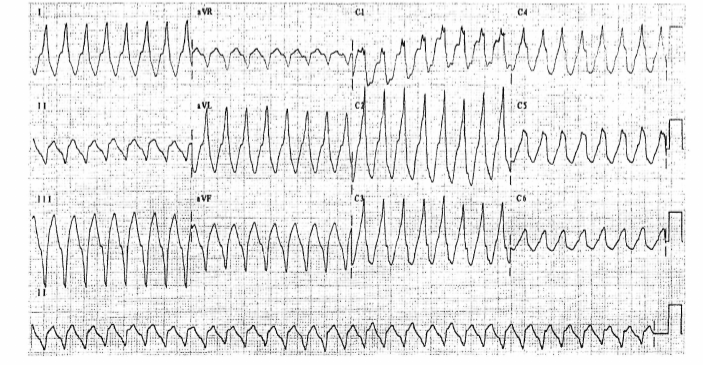 I aVR C1 C4
II aVL C2 C5
III aVF C3 C6
II